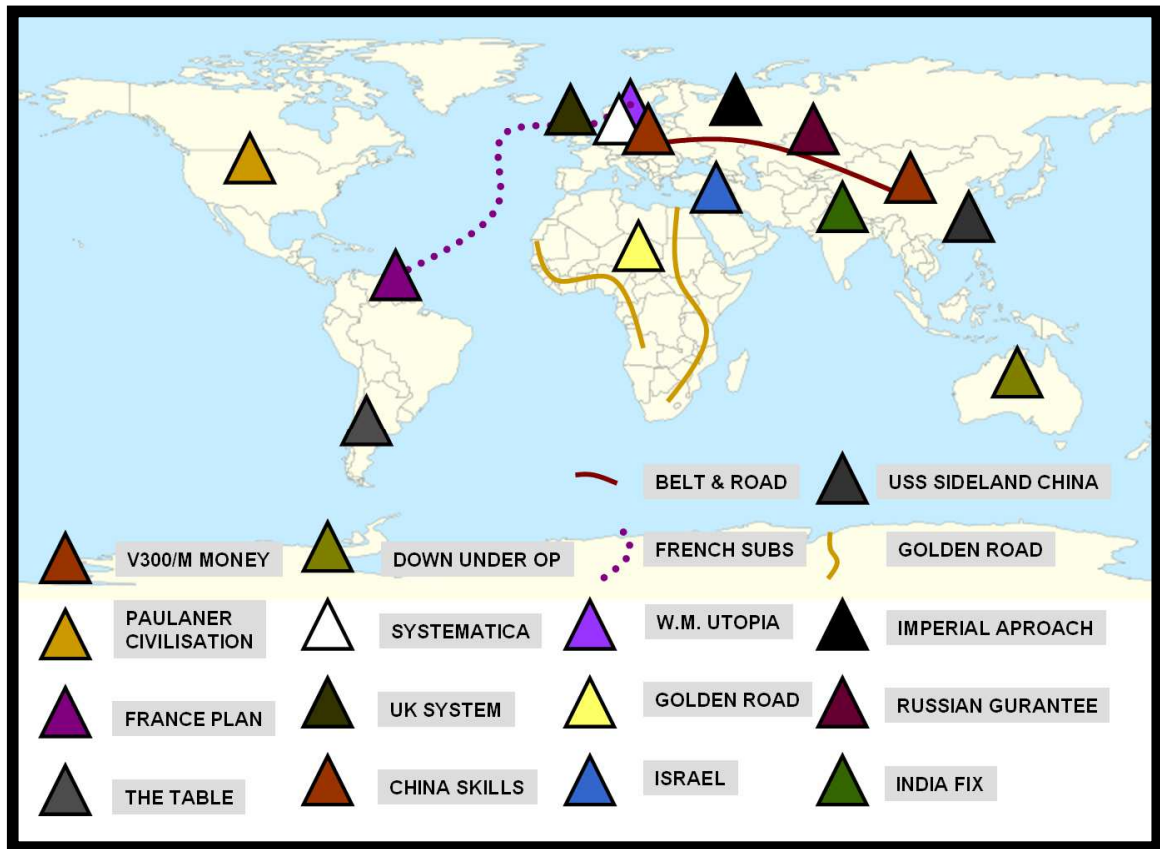 BELT & ROAD
USS SIDELAND CHINA
V300/M MONEY
DOWN UNDER OP
FRENCH SUBS
GOLDEN ROAD
PAULANER
CIVILISATION
SYSTEMATICA
W.M. UTOPIA
IMPERIAL APROACH
FRANCE PLAN
UK SYSTEM
GOLDEN ROAD
RUSSIAN GURANTEE
THE TABLE
CHINA SKILLS
ISRAEL
INDIA FIX